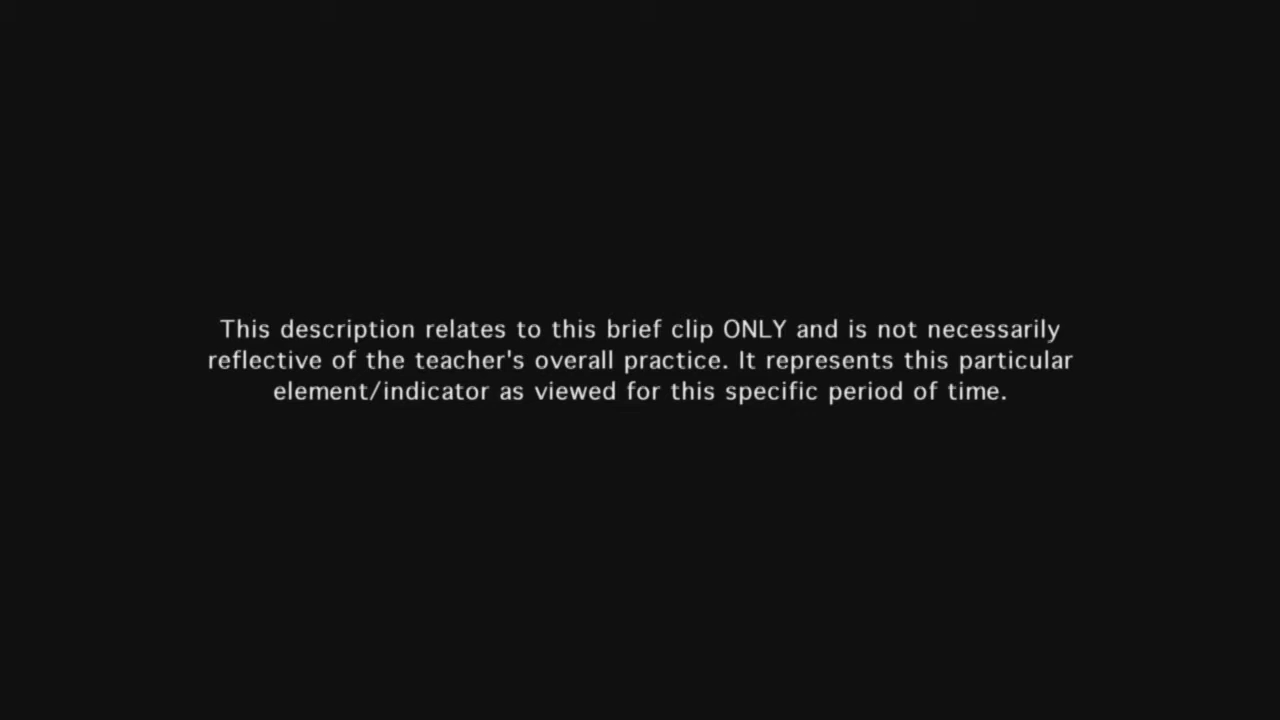 This description relates to this brief clip ONLY and is not necessarily
reflective of the teacher's overall practice. It represents this particular
element/indicator as viewed for this specific period of time.